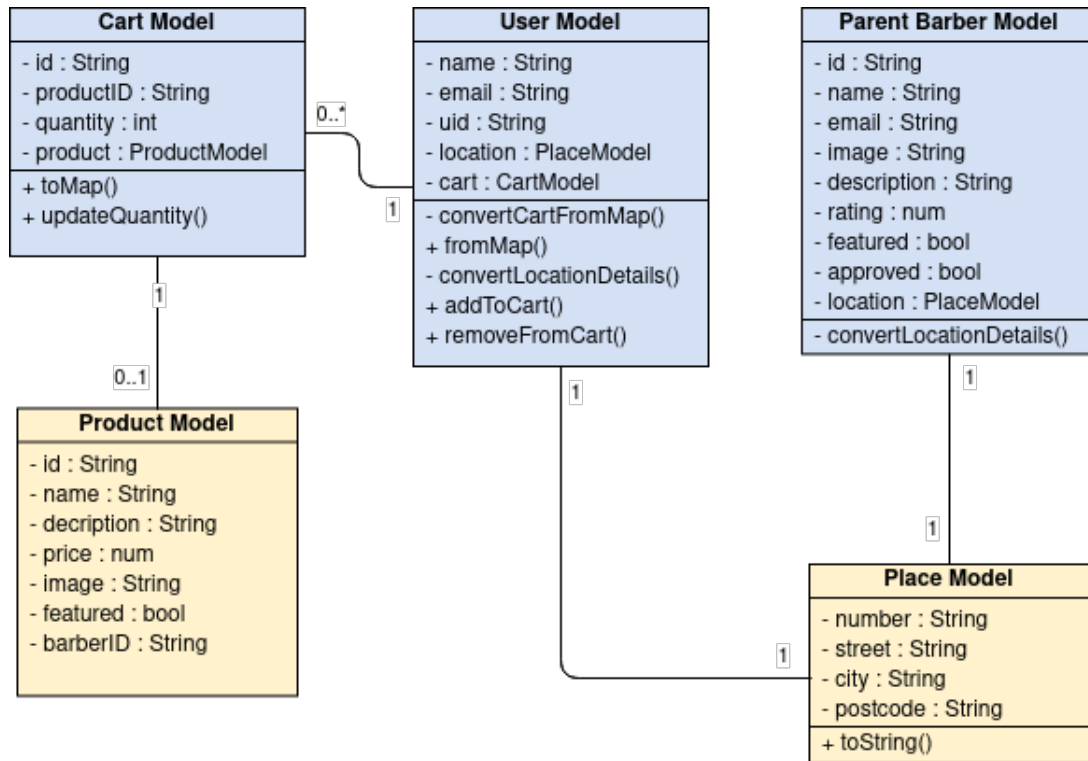 Cart Model
- id : String
- productID : String
- quantity : int
- product : ProductModel
+ toMap()
+ updateQuantity()
0..*
1
User Model
- name : String
- email : String
- uid : String
- location : PlaceModel
- cart : CartModel
- convertCartFromMap()
+ fromMap()
- convertLocationDetails()
+ addToCart()
+ removeFromCart()
Parent Barber Model
- id : String
- name : String
- email : String
- image : String
- description : String
- rating : num
- featured : bool
- approved : bool
- location : PlaceModel
- convertLocationDetails()
1
0..1
Product Model
- id : String
- name : String
- decription : String
- price : num
- image : String
- featured : bool
- barberID : String
1
1
1
1
Place Model
- number : String
- street : String
- city : String
- postcode : String
+ toString()